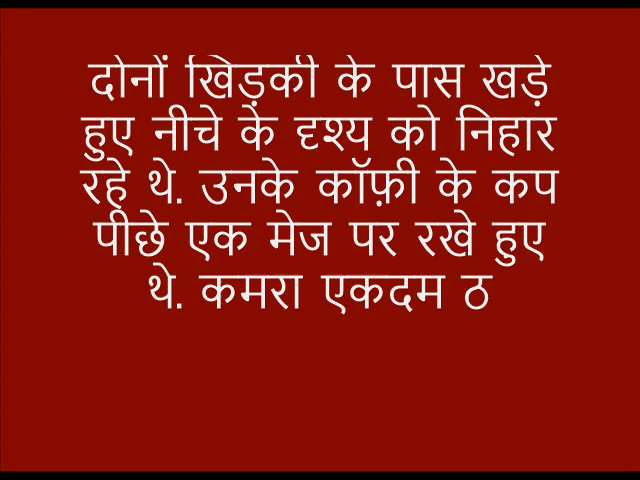 दोनों खिड़की के पास खड़े
हुए नीचे के दृश्य को निहार
रहे थे. उनके कॉफ़ी के कप
पीछे एक मेज पर रखे हुए
थे. कमरा एकदम ठ